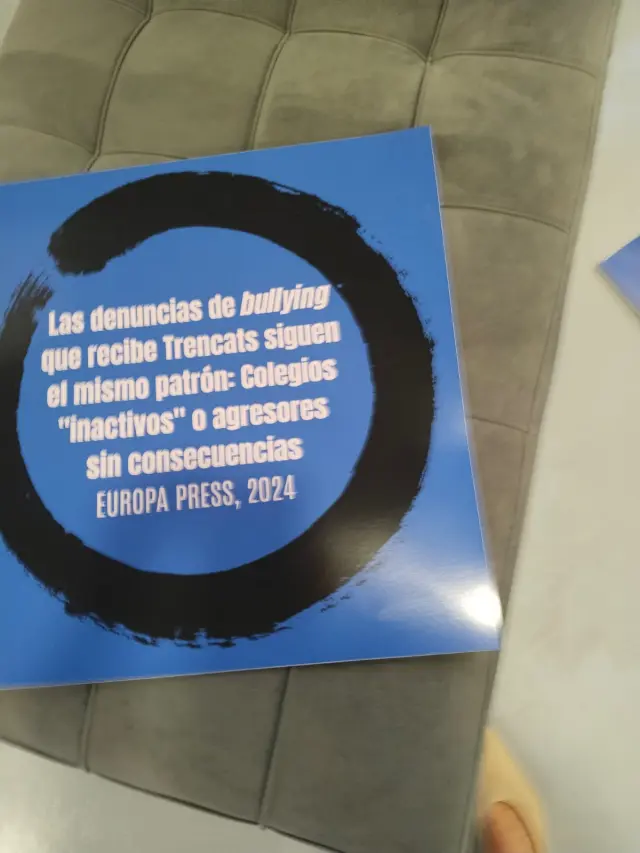 Las denuncias de bullying
que recibe Trencats siguen
el mismo patrón: Colegios
"inactivos" o agresores
sin consecuencias
EUROPA PRESS, 2024